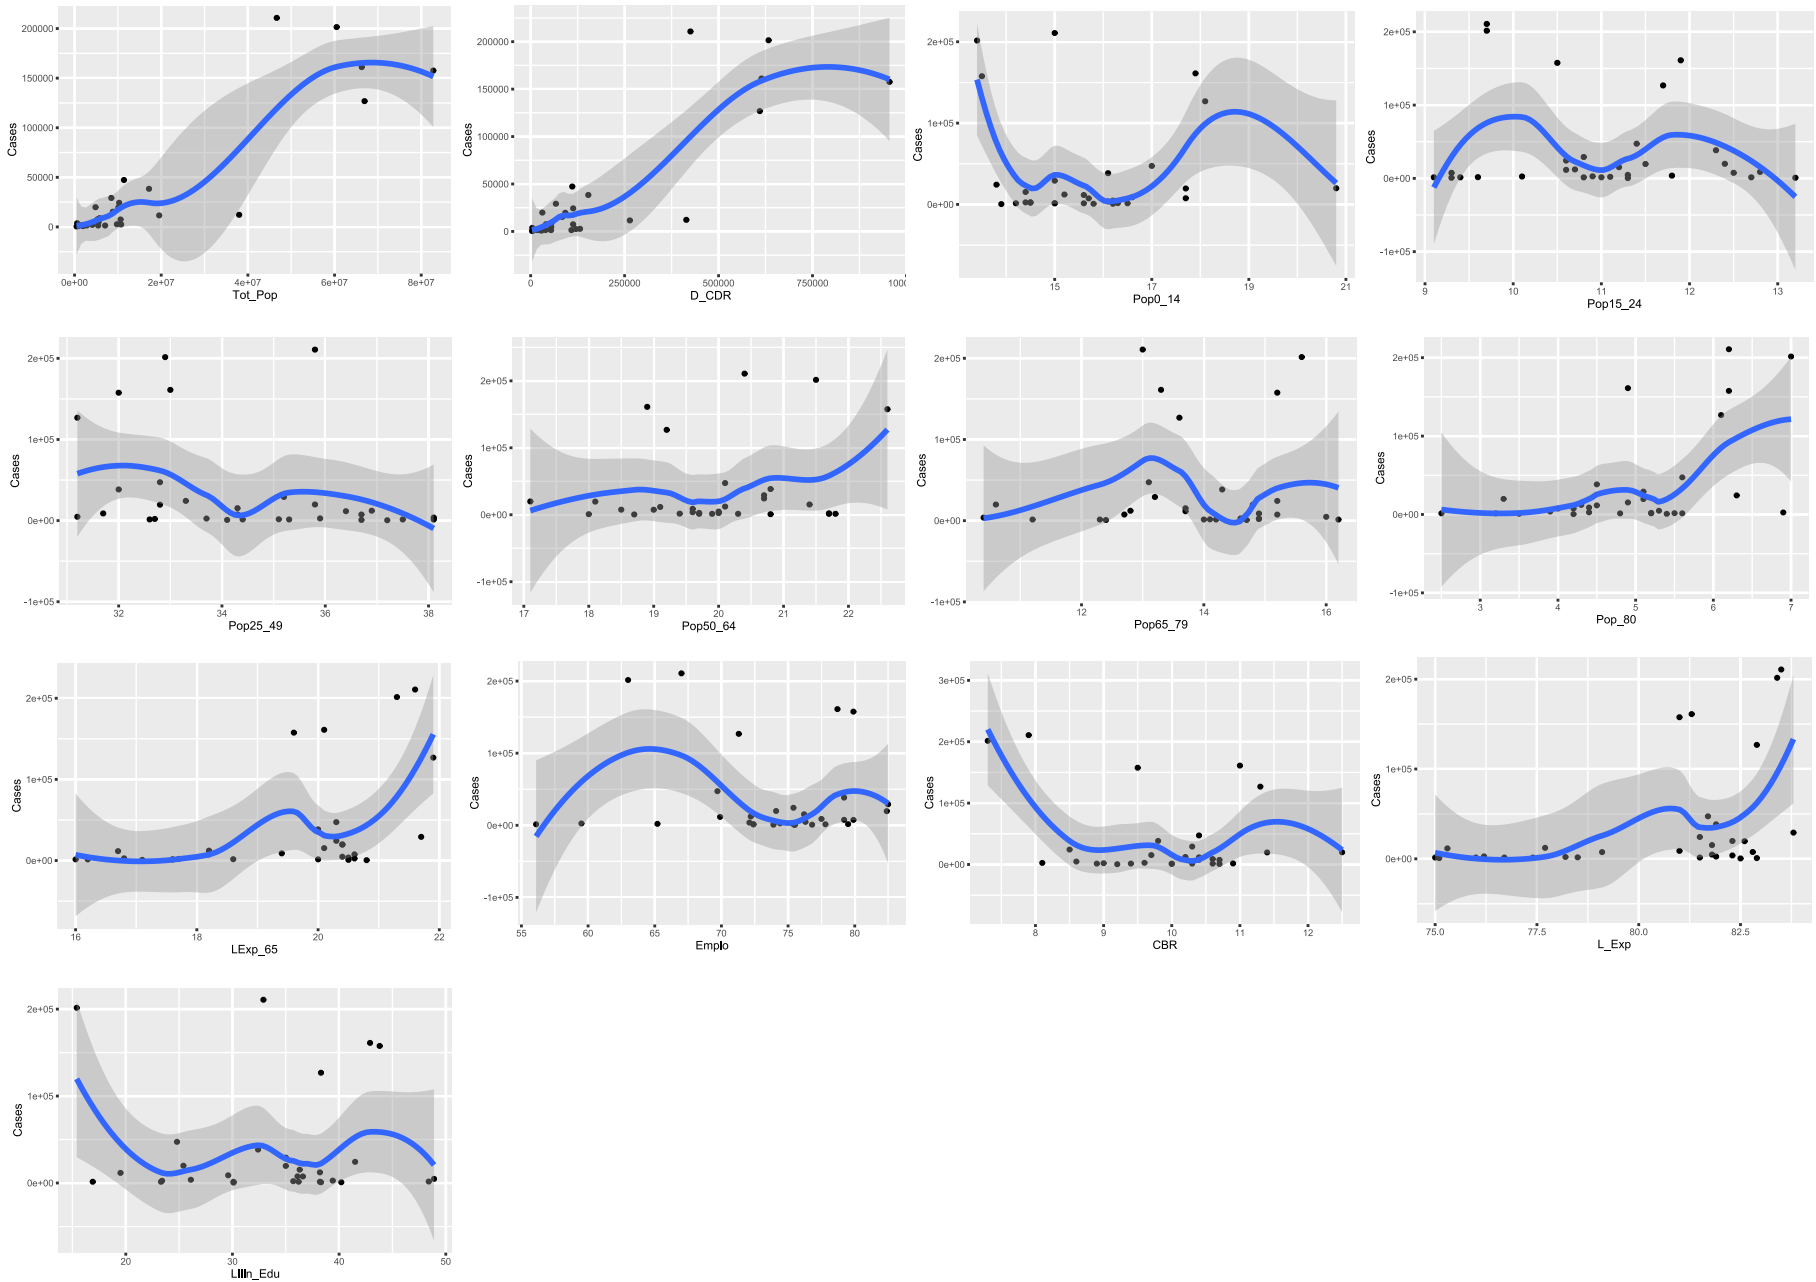 200000
150000
100000
50000
0
Cases
0e+00 2e+07 4e+07 6e+07 8e+07
Tot_Pop
200000
150000
100000
50000
0
Cases
0 250000 500000 750000 1000
D_CDR
2e+05
1e+05
0e+00
Cases
15 17 19 21
Pop0_14
2e+05
1e+05
0e+00
-1e+05
Cases
9 10 11 12 13
Pop15_24
2e+05
1e+05
0e+00
-1e+05
Cases
32 34 36 38
Pop25_49
2e+05
1e+05
0e+00
-1e+05
Cases
17 18 19 20 21 22
Pop50_64
2e+05
1e+05
0e+00
-1e+05
Cases
12 14 16
Pop65_79
2e+05
1e+05
0e+00
-1e+05
Cases
3 4 5 6 7
Pop_80
2e+05
1e+05
0e+00
Cases
16 18 20 22
LExp_65
2e+05
1e+05
0e+00
-1e+05
Cases
55 60 65 70 75 80
Emplo
3e+05
2e+05
1e+05
0e+00
Cases
8 9 10 11 12
CBR
2e+05
1e+05
0e+00
Cases
75.0 77.5 80.0 82.5
L_Exp
2e+05
1e+05
0e+00
Cases
20 30 40 50
LIIIn_Edu